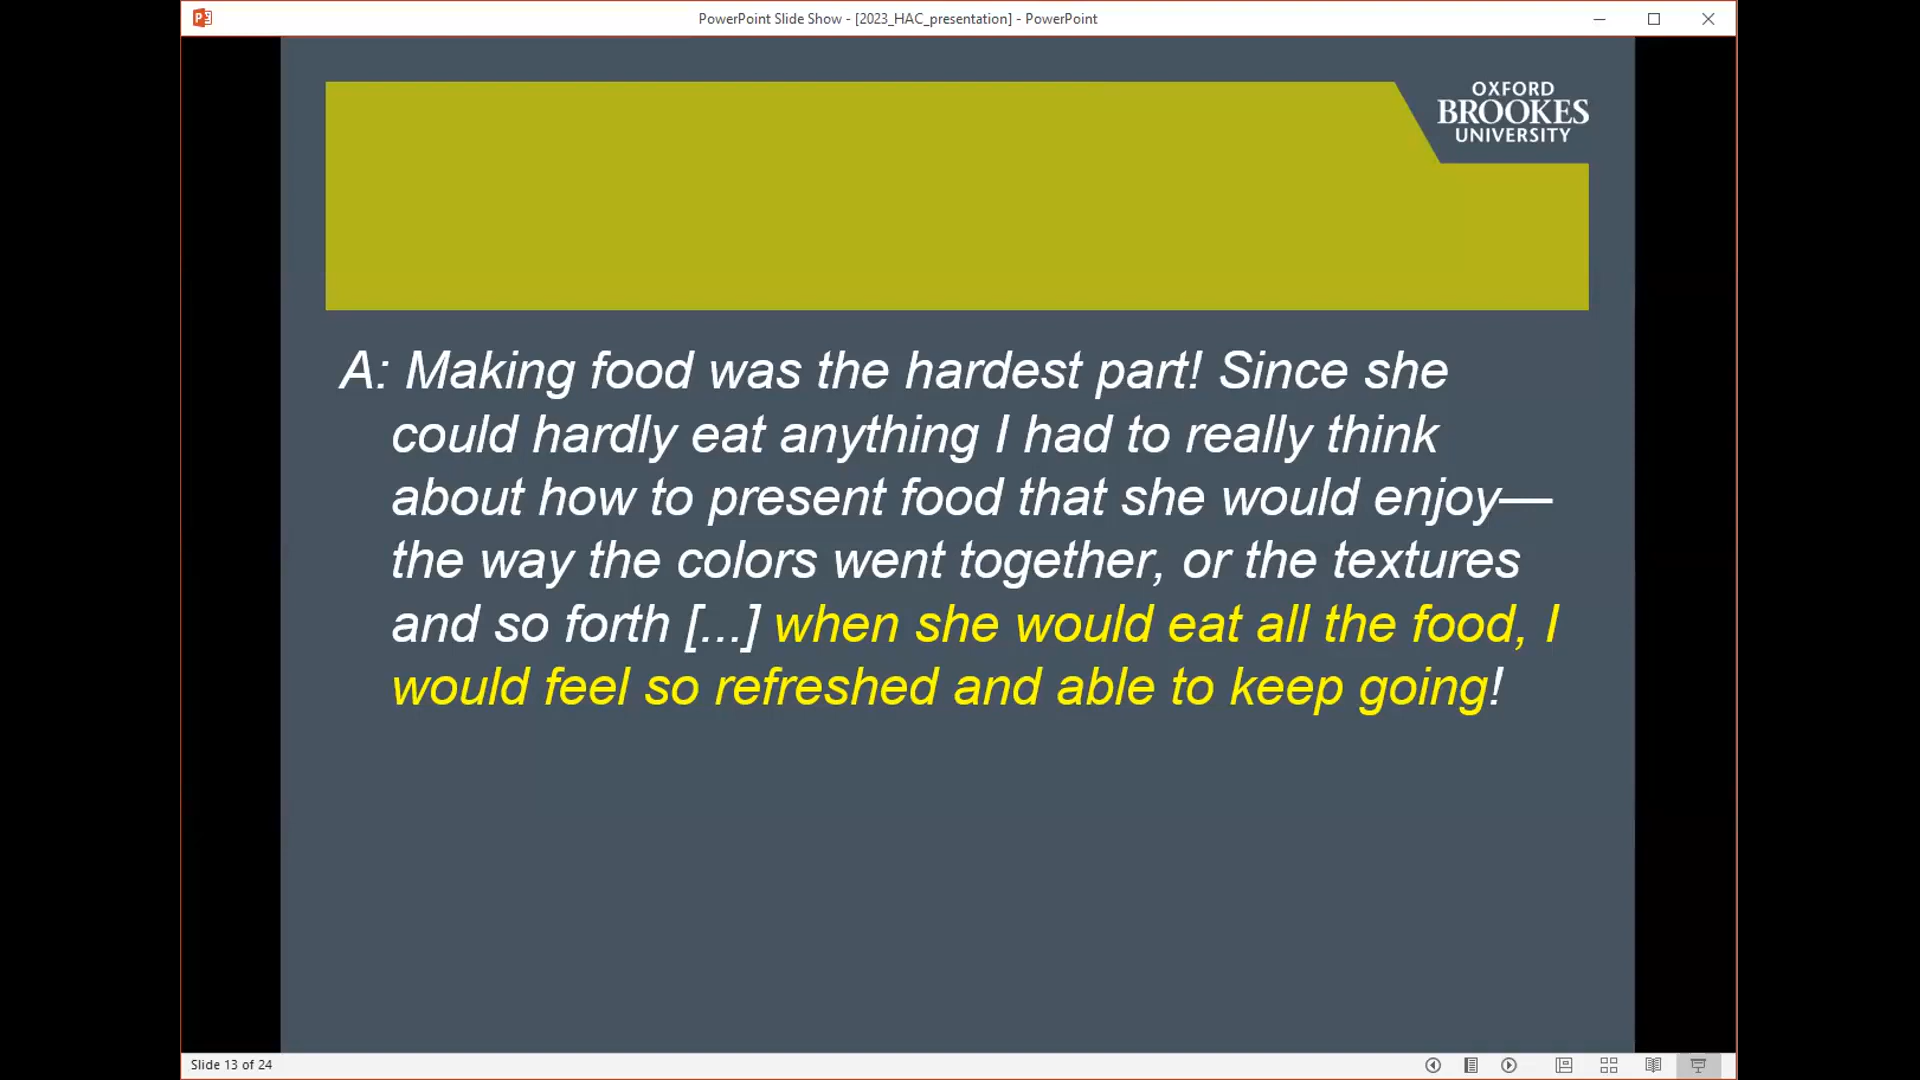 PowerPoint Slide Show - [2023_HAC_presentation] - PowerPoint
OXFORD
BROOKES
UNIVERSITY
A: Making food was the hardest part! Since she
could hardly eat anything I had to really think
about how to present food that she would enjoy—
the way the colors went together, or the textures
and so forth [...] when she would eat all the food, I
would feel so refreshed and able to keep going!
Slide 13 of 24